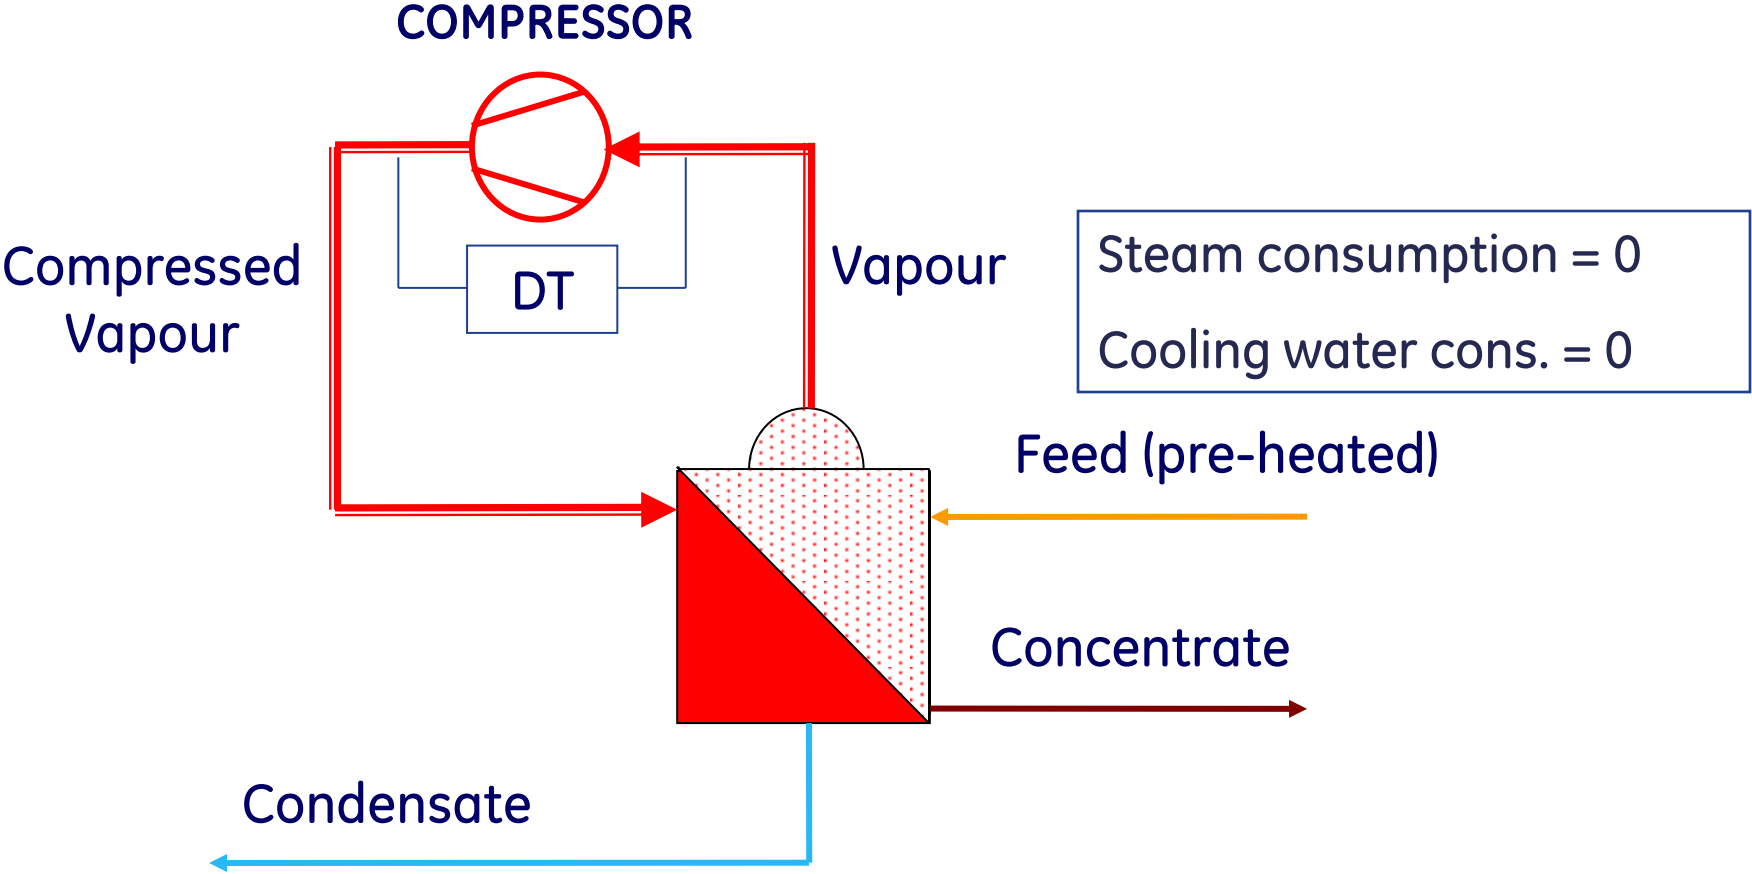 COMPRESSOR
Compressed
Vapour
DT
Vapour
Steam consumption = 0
Cooling water cons. = 0
Feed (pre-heated)
Concentrate
Condensate